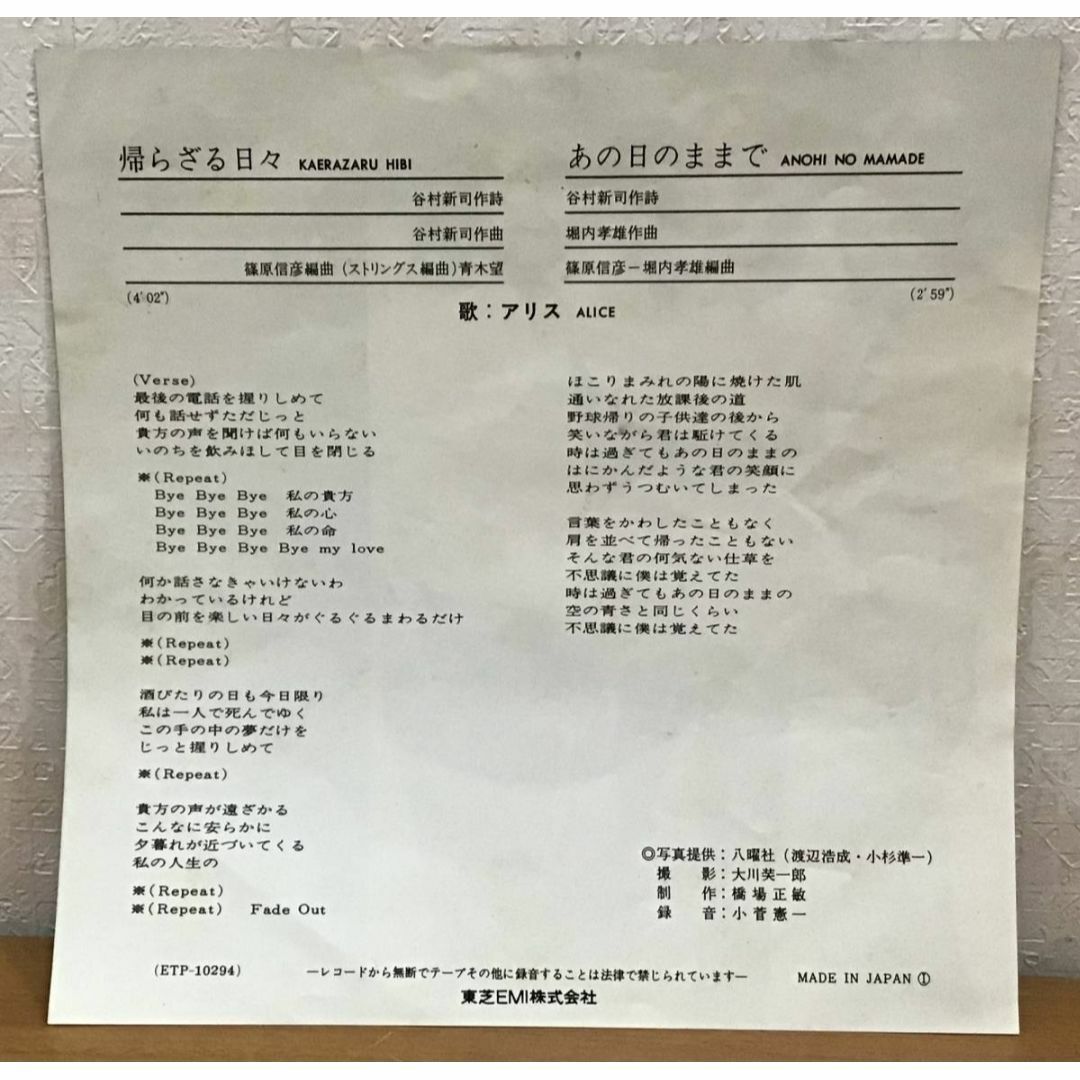 帰らざる日々 KAERAZARU HIBI
谷村新司作詩
谷村新司作曲
篠原信彦編曲 (ストリングス編曲)青木望
(4'02")
あの日のままで ANOHI NO MAMADE
谷村新司作詩
堀内孝雄作曲
篠原信彦－堀内孝雄編曲
(2'59")
歌：アリス ALICE
(Verse)
最後の電話を握りしめて
何も話せずただじっと
貴方の声を聞けば何もいらない
いのちを飲みほして目を閉じる
※(Repeat)
Bye Bye Bye 私の貴方
Bye Bye Bye 私の心
Bye Bye Bye 私の命
Bye Bye Bye Bye my love
何か話さなきゃいけないわ
わかっているけれど
目の前を楽しい日々がぐるぐるまわるだけ
※(Repeat)
※(Repeat)
酒びたりの日も今日限り
私は一人で死んでゆく
この手の中の夢だけを
じっと握りしめて
※(Repeat)
貴方の声が遠ざかる
こんなに安らかに
夕暮れが近づいてくる
私の人生の
※(Repeat)
※(Repeat) Fade Out
ほこりまみれの陽に焼けた肌
通いなれた放課後の道
野球帰りの子供達の後から
笑いながら君は駈けてくる
時は過ぎてもあの日のままの
はにかんだような君の笑顔に
思わずうつむいてしまった
言葉をかわしたこともなく
肩を並べて帰ったこともない
そんな君の何気ない仕草を
不思議に僕は覚えてた
時は過ぎてもあの日のままの
空の青さと同じくらい
不思議に僕は覚えてた
◎写真提供：八曜社 (渡辺浩成・小杉準一)
撮 影：大川奘一郎
制 作：橋場正敏
録 音：小菅憲一
(ETP-10294)
―レコードから無断でテープその他に録音することは法律で禁じられています―
MADE IN JAPAN Ⓘ
東芝EMI株式会社